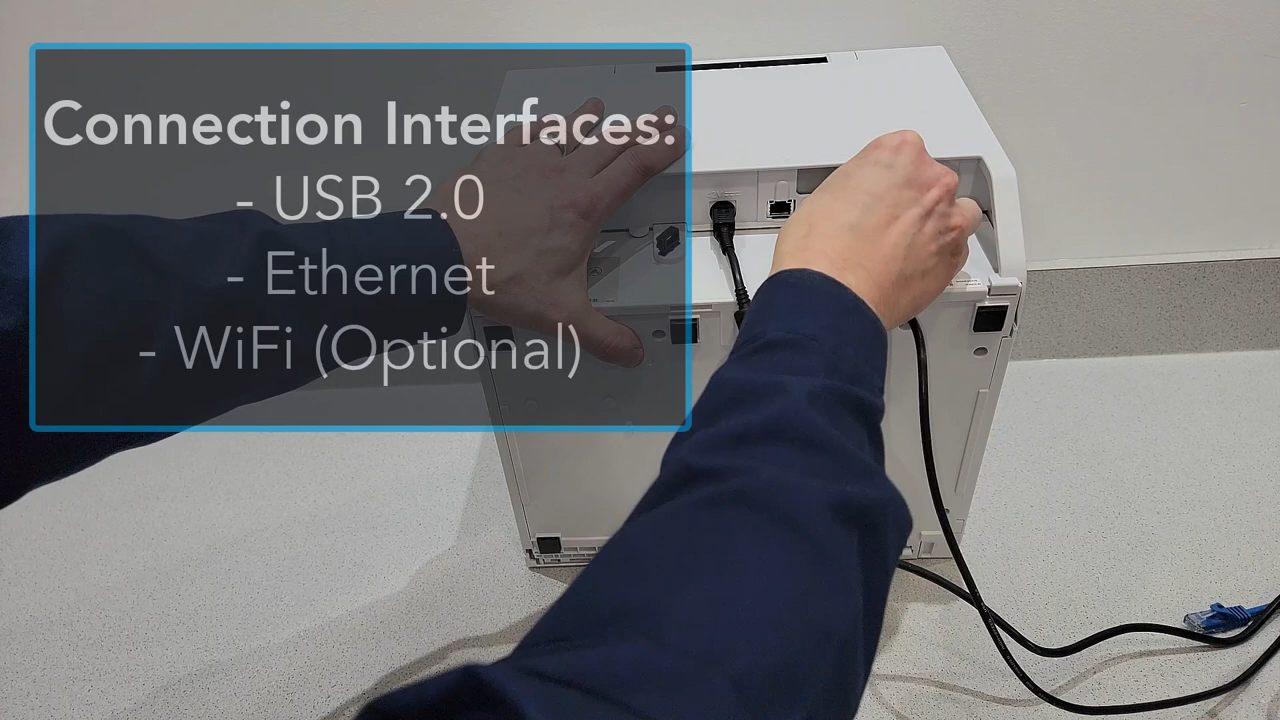 Connection Interfaces:
- USB 2.0
- Ethernet
- WiFi (Optional)